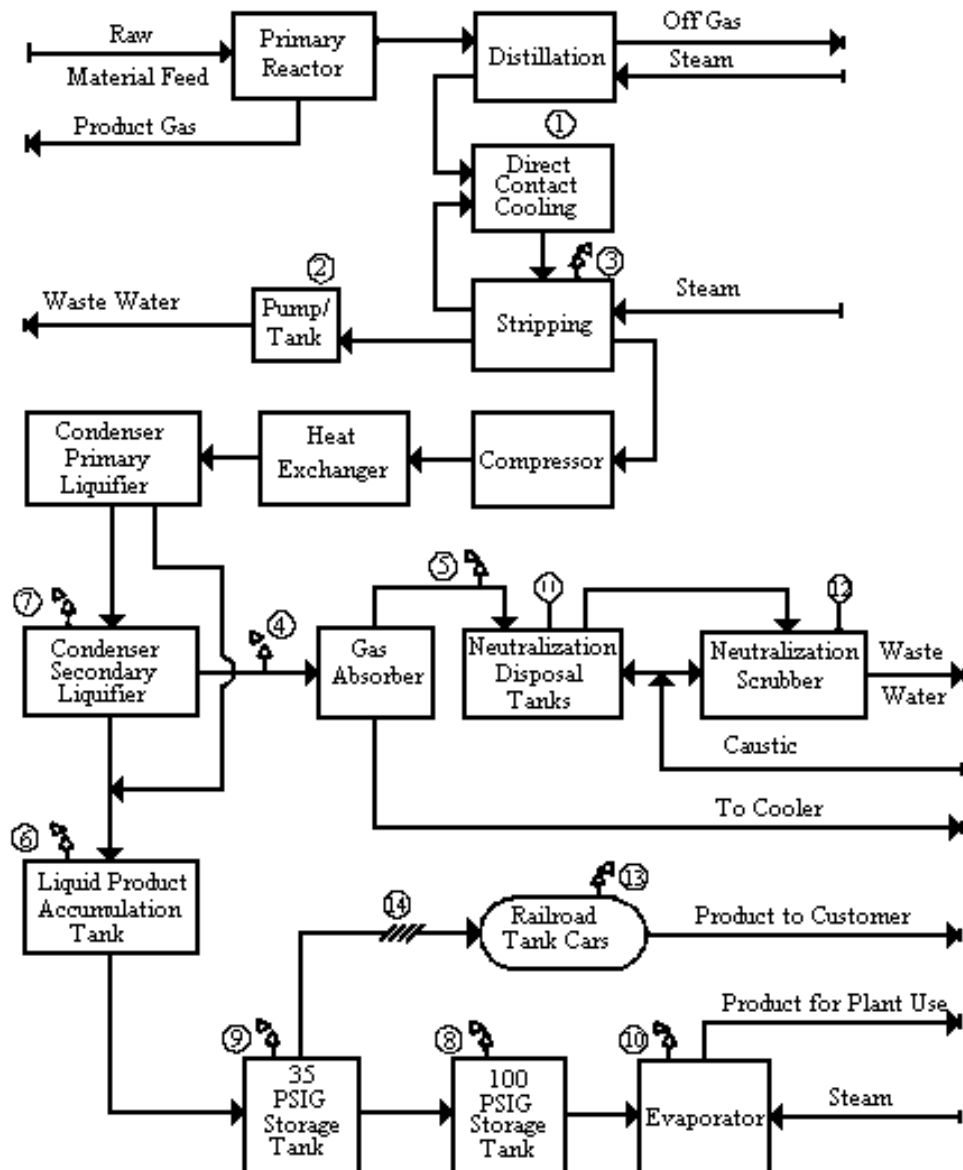 Raw
Material Feed
Primary
Reactor
Distillation
Off Gas
Steam
Product Gas
1
Direct
Contact
Cooling
2
3
Waste Water
Pump/
Tank
Stripping
Steam
Condenser
Primary
Liquifier
Heat
Exchanger
Compressor
5
11
12
7
4
Condenser
Secondary
Liquifier
Gas
Absorber
Neutralization
Disposal
Tanks
Neutralization
Scrubber
Waste
Water
Caustic
To Cooler
6
Liquid Product
Accumulation
Tank
14
13
Railroad
Tank Cars
Product to Customer
Product for Plant Use
9
8
10
35
PSIG
Storage
Tank
100
PSIG
Storage
Tank
Evaporator
Steam